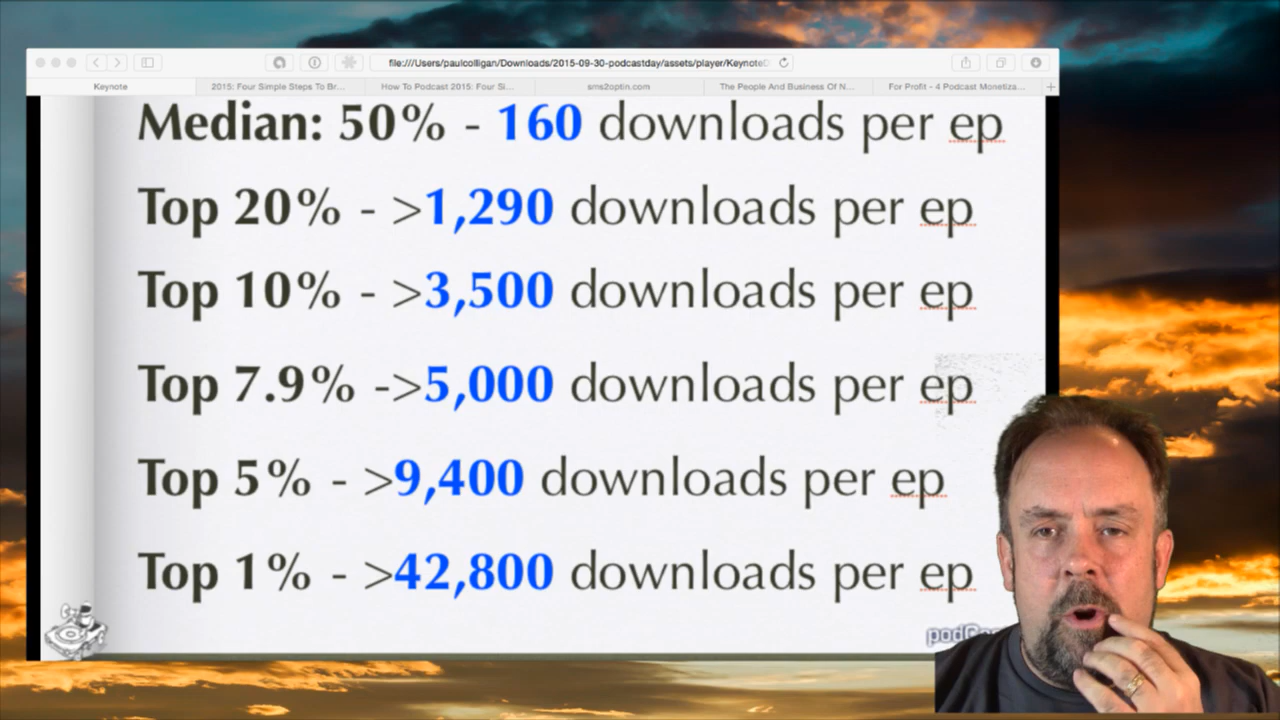 file:///Users/paulcolligan/Downloads/2015-09-30-podcastday/assets/player/Keynote
Keynote
2015: Four Simple Steps To Br...
How To Podcast 2015: Four Si...
sms2optin.com
The People And Business Of N...
For Profit - 4 Podcast Monetiza...
Median: 50% - 160 downloads per ep
Top 20% - >1,290 downloads per ep
Top 10% - >3,500 downloads per ep
Top 7.9% ->5,000 downloads per ep
Top 5% - >9,400 downloads per ep
Top 1% - >42,800 downloads per ep